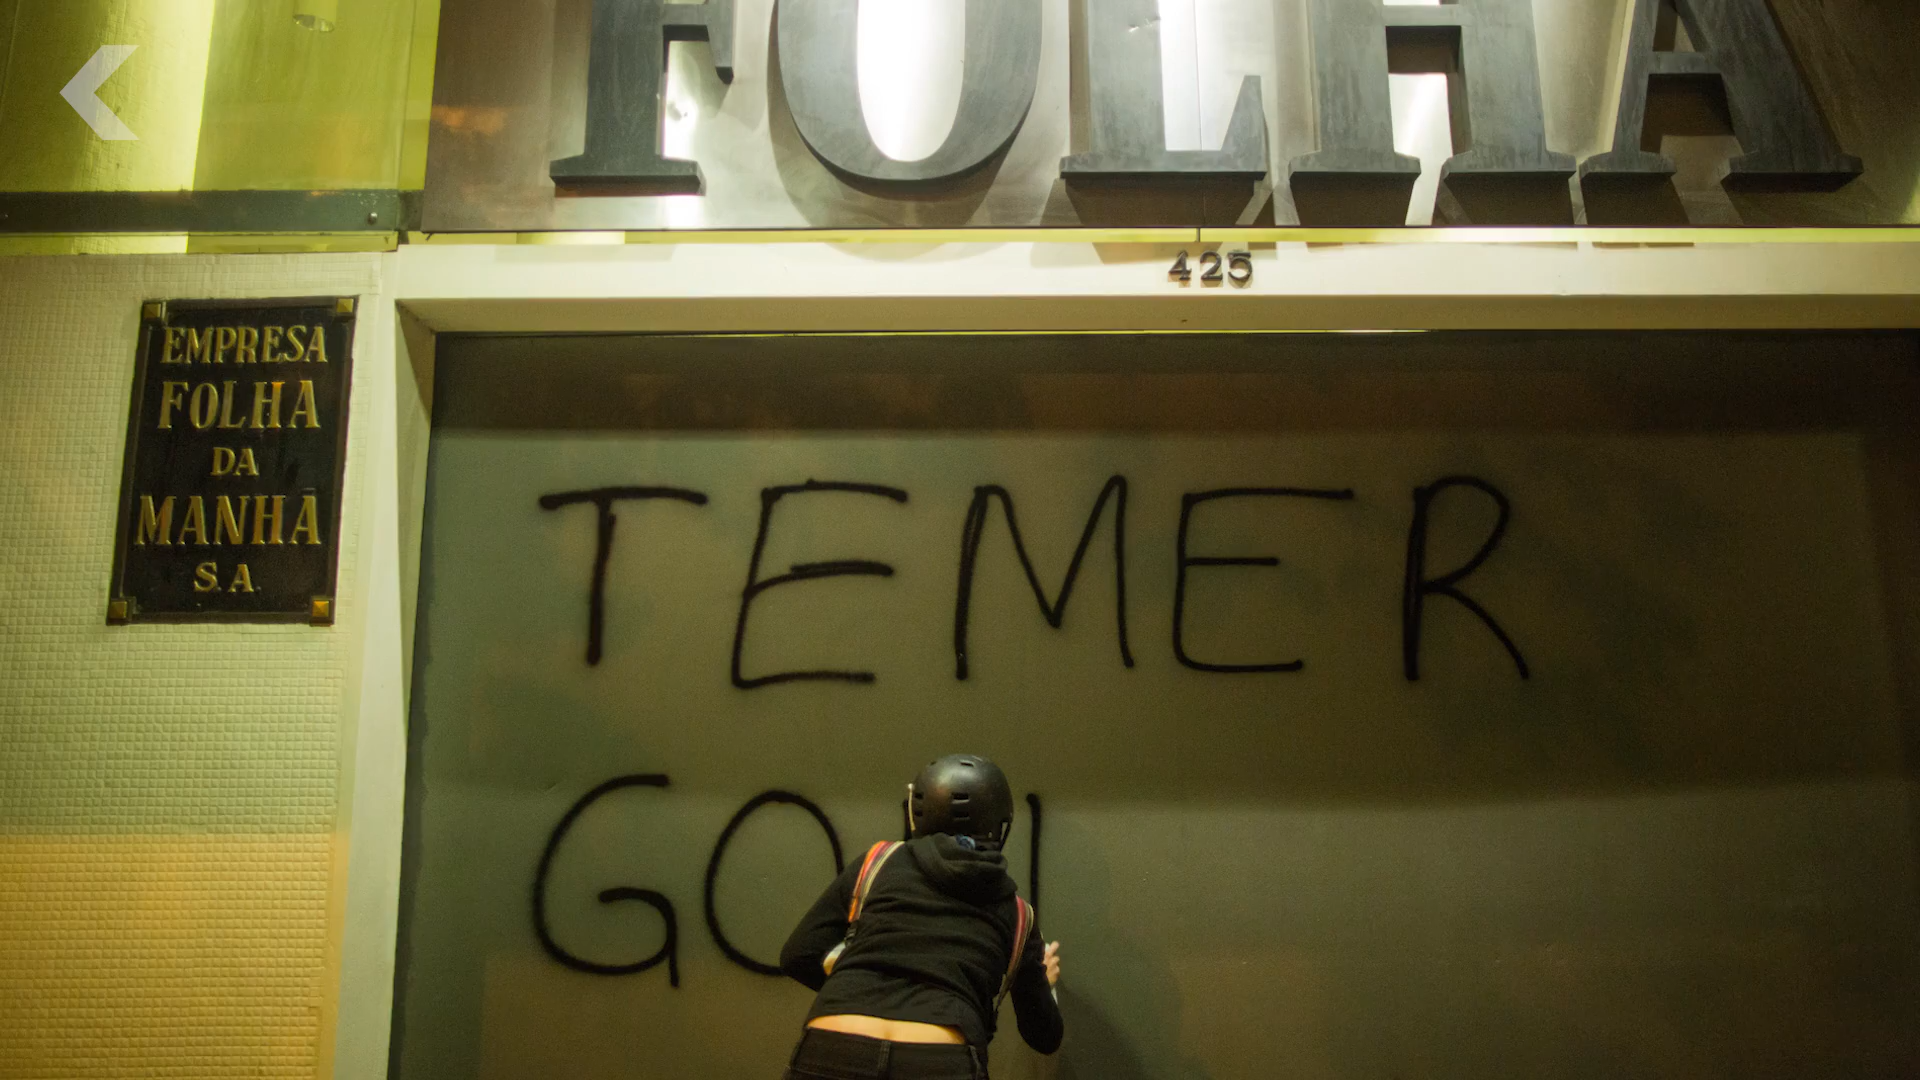 FOLHA
425
EMPRESA
FOLHA
DA
MANHÃ
S.A.
TEMER